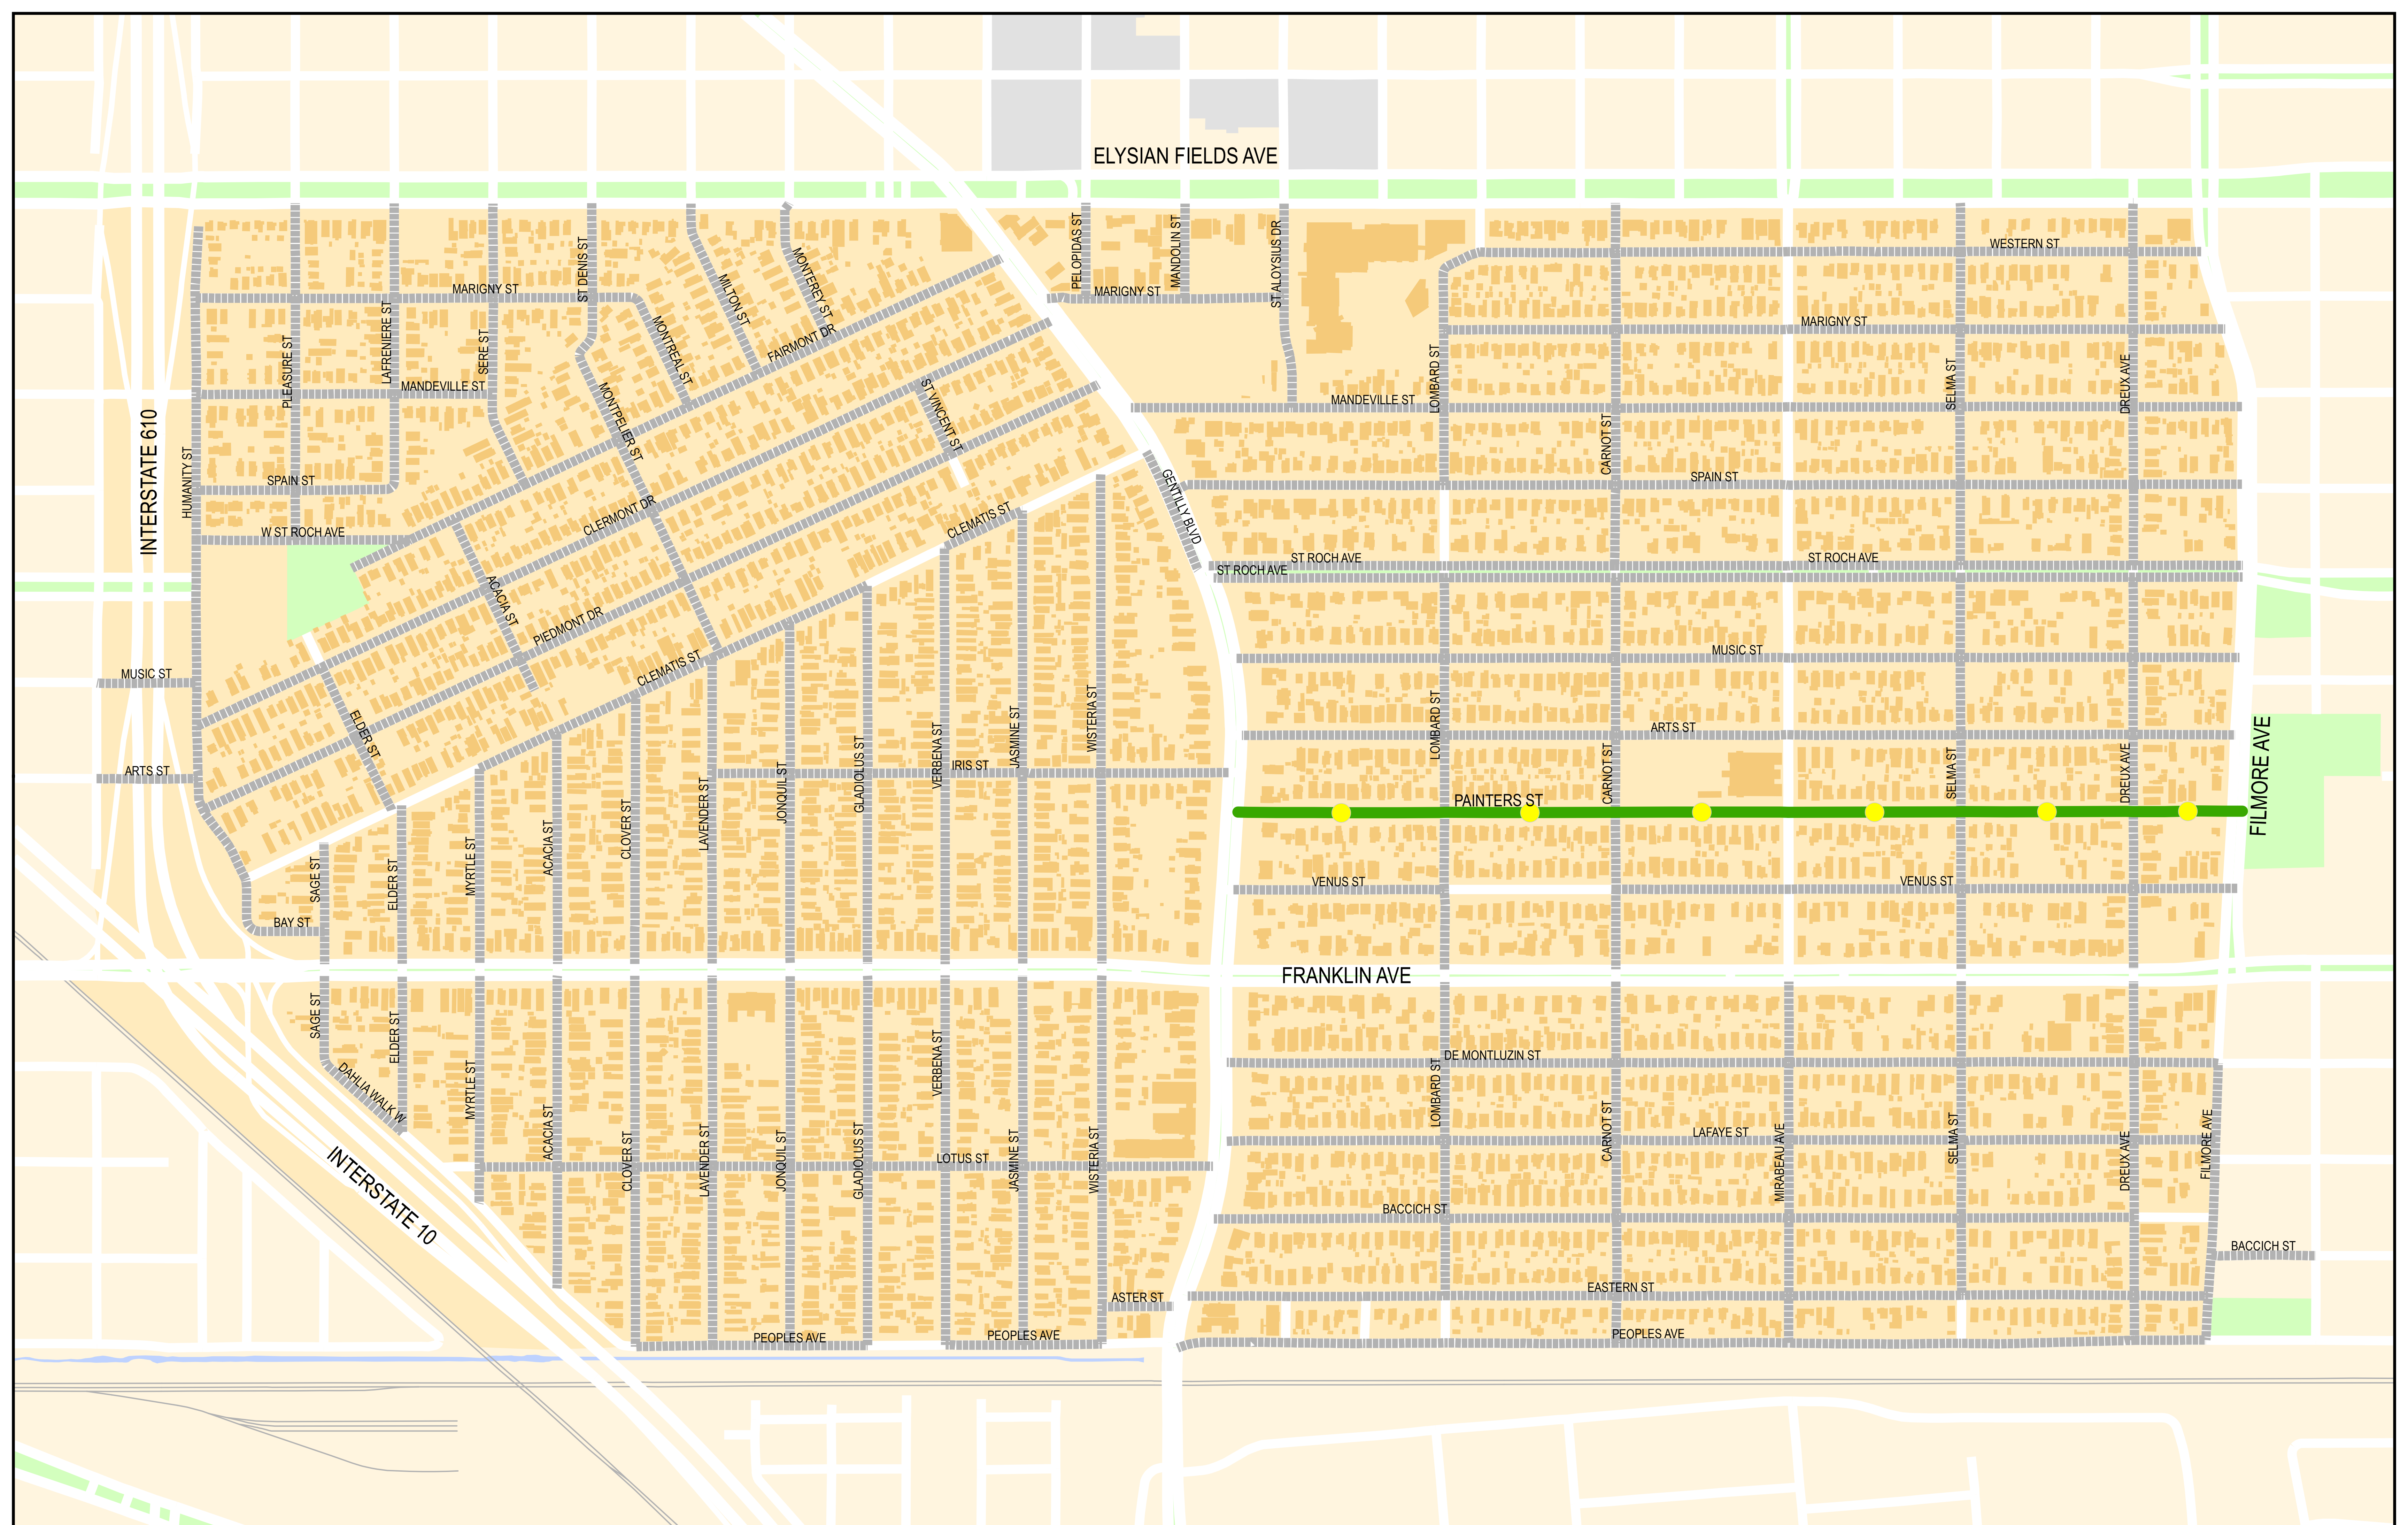 ELYSIAN FIELDS AVE
PELOPIDAS ST
MANDOLIN ST
ST ALOYSIUS DR
WESTERN ST
ST DENIS ST
MONTEREY ST
MILTON ST
MARIGNY ST
MARIGNY ST
MARIGNY ST
LAFRENIERE ST
PLEASURE ST
SERE ST
MONTREAL ST
FAIRMONT DR
LOMBARD ST
SELMA ST
DREUX AVE
MANDEVILLE ST
MANDEVILLE ST
MONTPELIER ST
ST VINCENT ST
CARNOT ST
INTERSTATE 610
HUMANITY ST
SPAIN ST
SPAIN ST
GENTILLY BLVD
W ST ROCH AVE
CLERMONT DR
CLEMATIS ST
ST ROCH AVE
ST ROCH AVE
ST ROCH AVE
ACACIA ST
PIEDMONT DR
MUSIC ST
MUSIC ST
CLEMATIS ST
ELDER ST
WISTERIA ST
JASMINE ST
VERBENA ST
LOMBARD ST
ARTS ST
ARTS ST
IRIS ST
GLADIOLUS ST
JONQUIL ST
LAVENDER ST
CLOVER ST
ACACIA ST
MYRTLE ST
ELDER ST
SAGE ST
CARNOT ST
SELMA ST
DREUX AVE
FILMORE AVE
PAINTERS ST
VENUS ST
VENUS ST
BAY ST
FRANKLIN AVE
SAGE ST
ELDER ST
DAHLIA WALK W
MYRTLE ST
ACACIA ST
CLOVER ST
LAVENDER ST
JONQUIL ST
GLADIOLUS ST
VERBENA ST
JASMINE ST
WISTERIA ST
DE MONTLUZIN ST
LOMBARD ST
CARNOT ST
LAFAYE ST
MIRABEAU AVE
SELMA ST
DREUX AVE
FILMORE AVE
LOTUS ST
INTERSTATE 10
BACCICH ST
BACCICH ST
EASTERN ST
ASTER ST
PEOPLES AVE
PEOPLES AVE
PEOPLES AVE